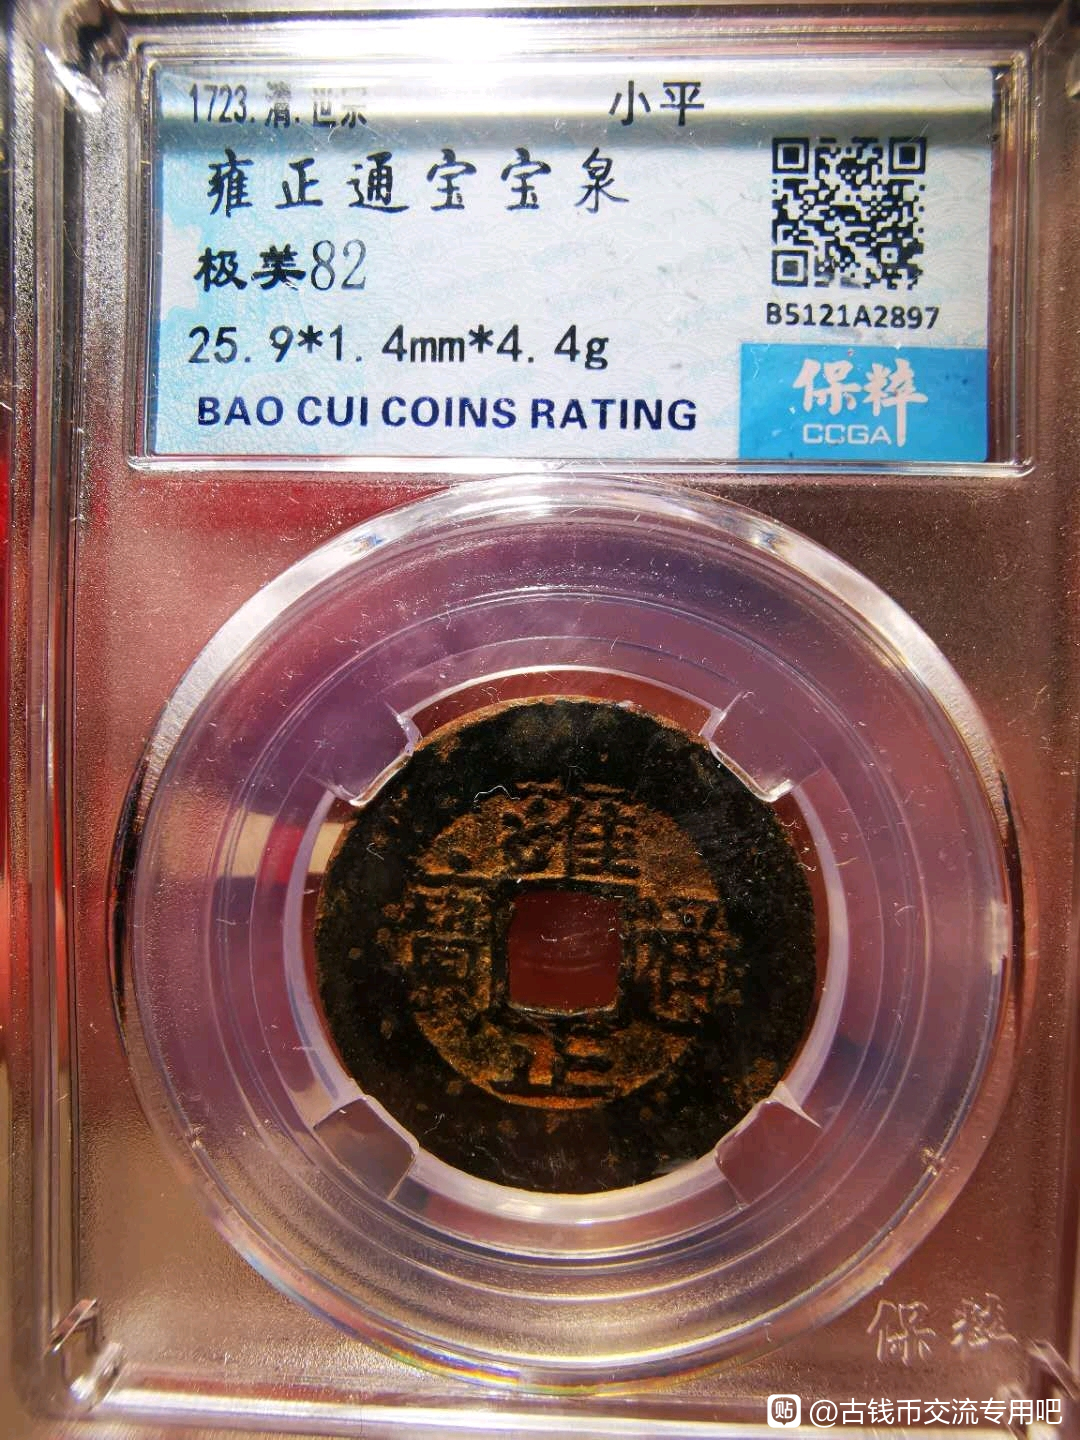 1723.清.世宗 小平
雍正通宝宝泉
极美82
25.9*1.4mm*4.4g
BAO CUI COINS RATING
B5121A2897
保粹
CCGA
雍正通寶
保粹
贴 @古钱币交流专用吧